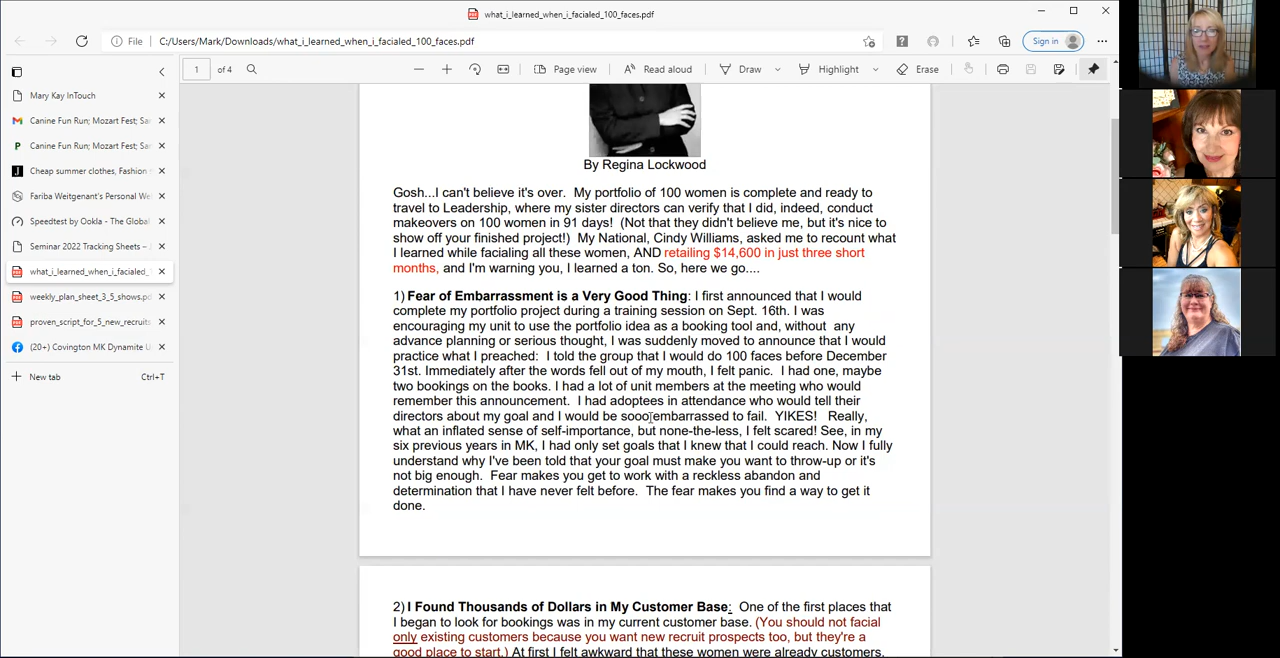 what_i_learned_when_i_facialed_100_faces.pdf
File
C:/Users/Mark/Downloads/what_i_learned_when_i_facialed_100_faces.pdf
Sign in
1 of 4
Page view
Read aloud
Draw
Highlight
Erase
Mary Kay InTouch
Canine Fun Run; Mozart Fest; Sa
Canine Fun Run; Mozart Fest; Sa
Cheap summer clothes, Fashion
Fariba Weitgenant's Personal We
Speedtest by Ookla - The Global
Seminar 2022 Tracking Sheets -
what_i_learned_when_i_facialed_
weekly_plan_sheet_3_5_shows.pd
proven_script_for_5_new_recruits
(20+) Covington MK Dynamite U
New tab Ctrl+T
By Regina Lockwood
Gosh...I can't believe it's over. My portfolio of 100 women is complete and ready to
travel to Leadership, where my sister directors can verify that I did, indeed, conduct
makeovers on 100 women in 91 days! (Not that they didn't believe me, but it's nice to
show off your finished project!) My National, Cindy Williams, asked me to recount what
I learned while facialing all these women, AND retailing $14,600 in just three short
months, and I'm warning you, I learned a ton. So, here we go....
1) Fear of Embarrassment is a Very Good Thing: I first announced that I would
complete my portfolio project during a training session on Sept. 16th. I was
encouraging my unit to use the portfolio idea as a booking tool and, without any
advance planning or serious thought, I was suddenly moved to announce that I would
practice what I preached: I told the group that I would do 100 faces before December
31st. Immediately after the words fell out of my mouth, I felt panic. I had one, maybe
two bookings on the books. I had a lot of unit members at the meeting who would
remember this announcement. I had adoptees in attendance who would tell their
directors about my goal and I would be sooo embarrassed to fail. YIKES! Really,
what an inflated sense of self-importance, but none-the-less, I felt scared! See, in my
six previous years in MK, I had only set goals that I knew that I could reach. Now I fully
understand why I've been told that your goal must make you want to throw-up or it's
not big enough. Fear makes you get to work with a reckless abandon and
determination that I have never felt before. The fear makes you find a way to get it
done.
2) I Found Thousands of Dollars in My Customer Base: One of the first places that
I began to look for bookings was in my current customer base. (You should not facial
only existing customers because you want new recruit prospects too, but they're a
good place to start.) At first I felt awkward that these women were already customers.